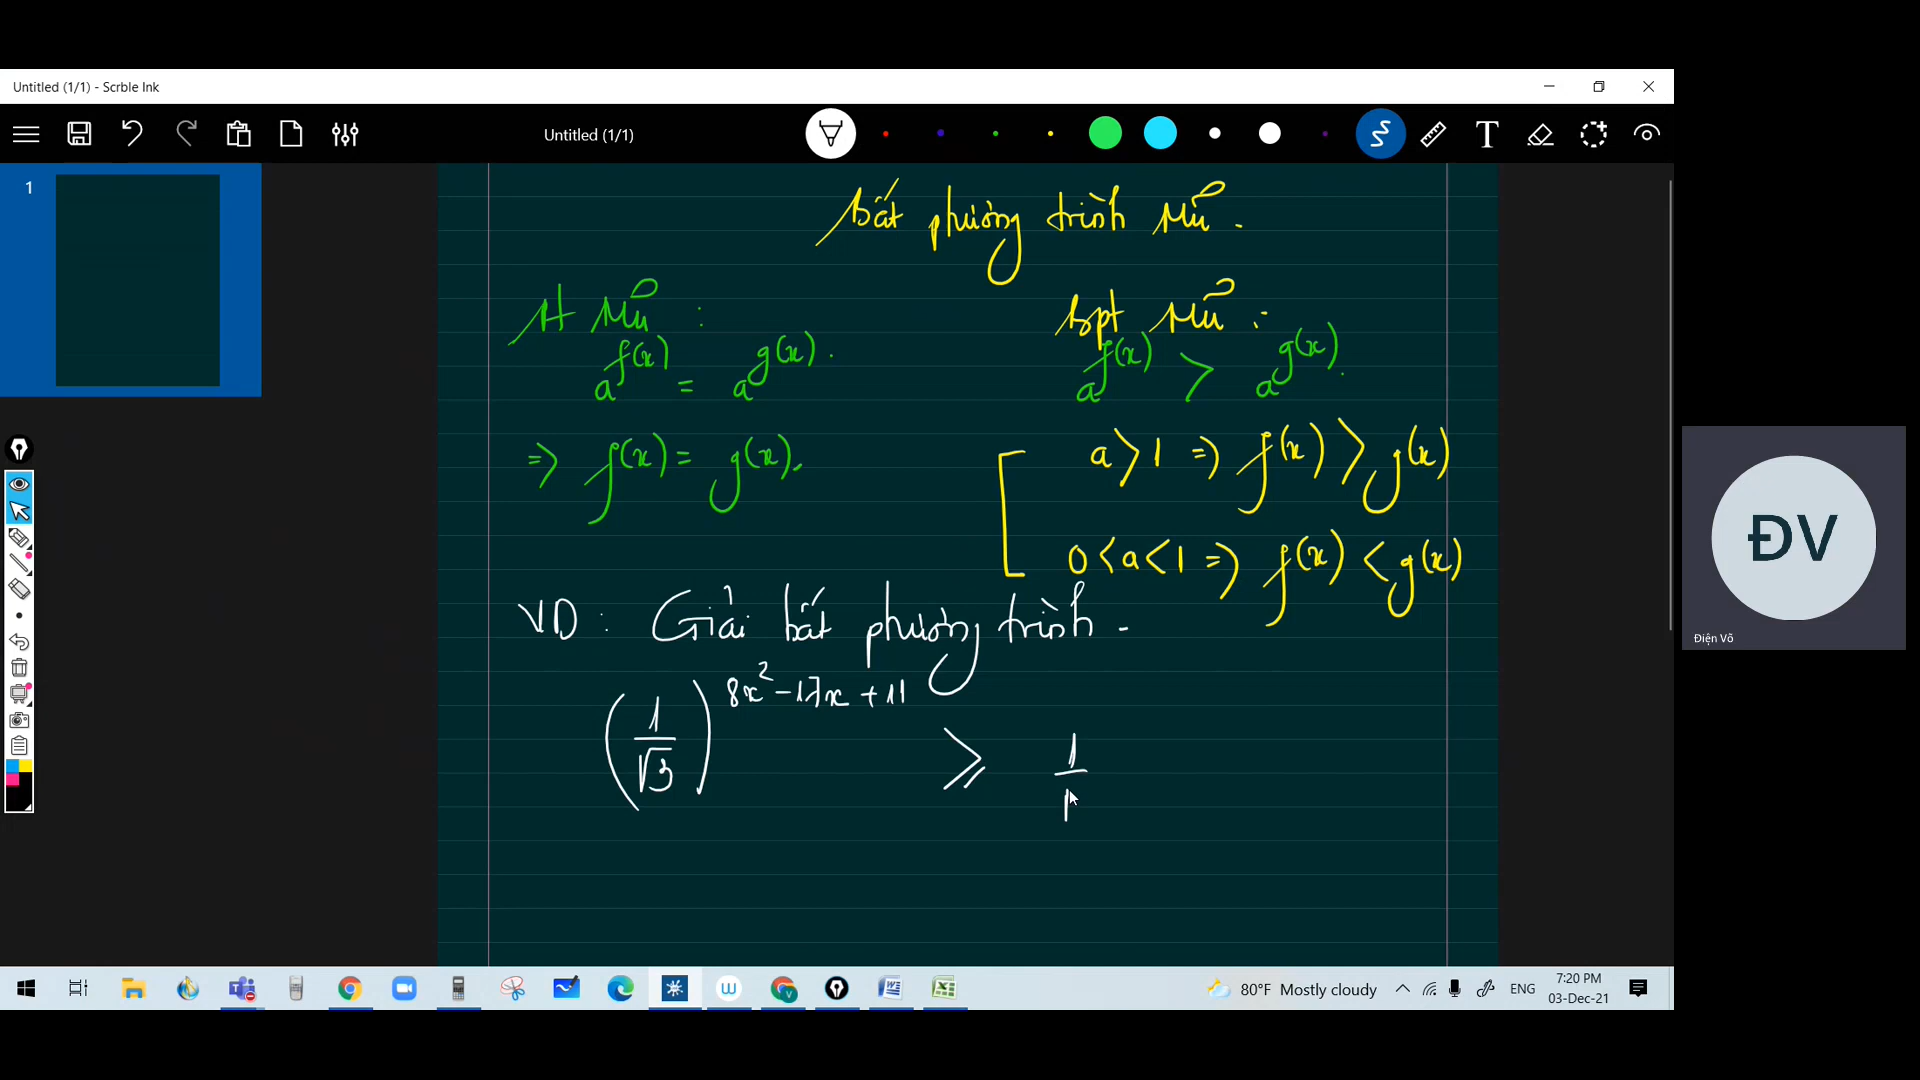 Untitled (1/1) - Scrble Ink
Untitled (1/1)
T
1
Bất phương trình Mũ.
Pt Mũ :
Bpt Mũ :
a^f(x) = a^g(x).
a^f(x) > a^g(x).
=> f(x) = g(x).
a > 1 => f(x) > g(x)
0 < a < 1 => f(x) < g(x)
VD : Giải bất phương trình.
(1/√3)^(8x² - 17x + 11) ⩾ 1/
ĐV
Điện Võ
80°F Mostly cloudy
ENG
7:20 PM
03-Dec-21